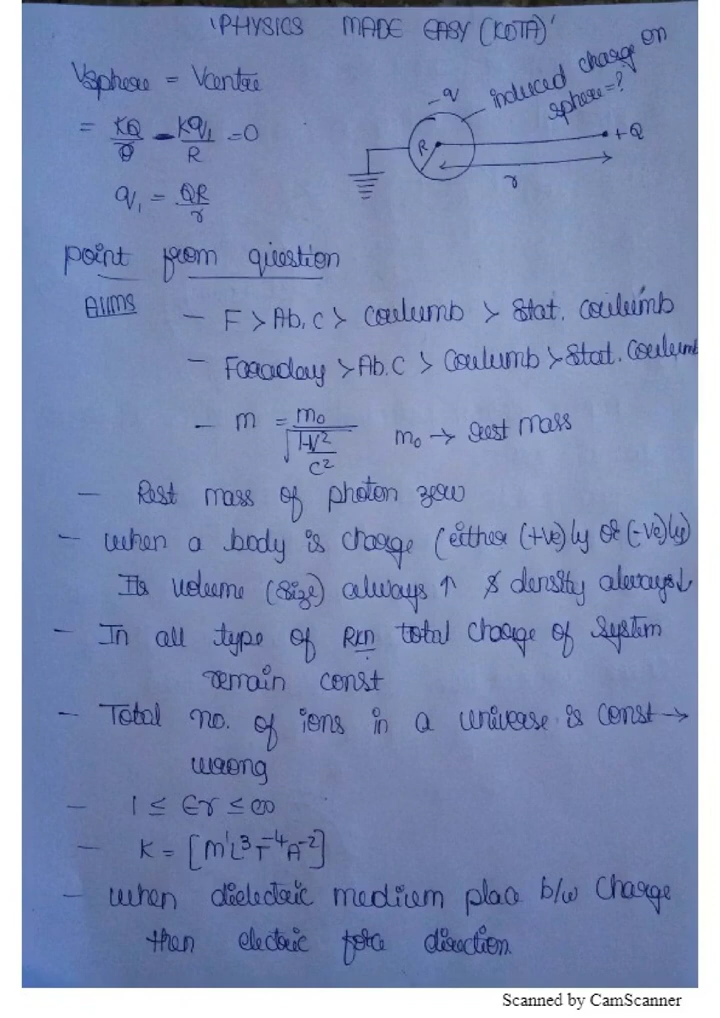 'PHYSICS MADE EASY (KOTA)'
Vsphere = Vcentre
= KQ/r - Kq1/R = 0
q1 = QR/r
-q
induced charge on
sphere=?
R
+Q
r
point from question
AIIMS - F > Ab.C > Coulumb > Stat. coulumb
- Faraday > Ab.C > Coulumb > Stat. coulumb
- m = m0/√1-V²/C² m0 → rest mass
- Rest mass of photon zero
- when a body is charge (either (+ve)ly or (-ve)ly)
Its volume (size) always ↑ & density always↓
- In all type of Rxn total charge of system
remain const
- Total no. of ions in a universe is const →
wrong
- 1 ≤ Er ≤ ∞
- K = [M¹L³T⁻⁴A⁻²]
- when dielectric medium place b/w charge
then electric force direction.
Scanned by CamScanner